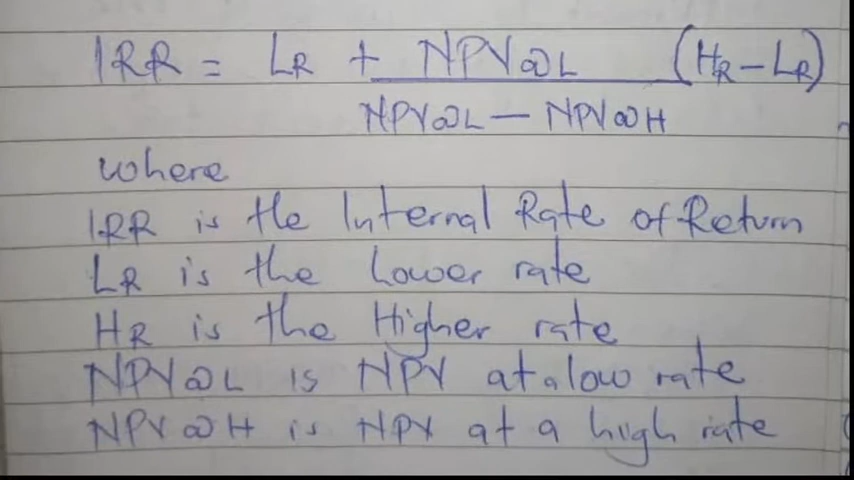 IRR = LR + NPV@L (HR - LR)
NPV@L - NPV@H
where
IRR is the Internal Rate of Return
LR is the Lower rate
HR is the Higher rate
NPV@L is NPV at a low rate
NPV@H is NPV at a high rate